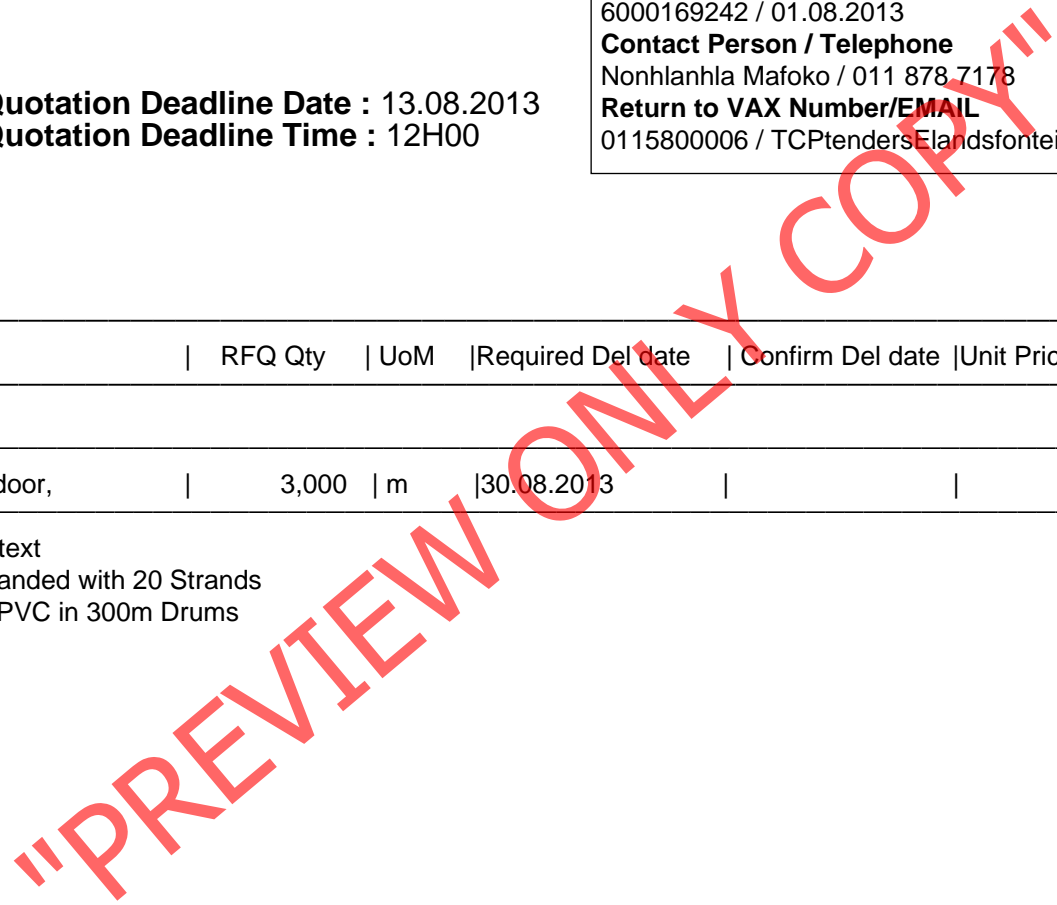 6000169242 / 01.08.2013
Contact Person / Telephone
Nonhlanhla Mafoko / 011 878 7178
Return to VAX Number/EMAIL
0115800006 / TCPtendersElandsfontei
Quotation Deadline Date : 13.08.2013
Quotation Deadline Time : 12H00
| RFQ Qty | UoM |Required Del date | Confirm Del date |Unit Pric
door, | 3,000 | m |30.08.2013 | |
text
anded with 20 Strands
PVC in 300m Drums
"PREVIEW ONLY COPY"